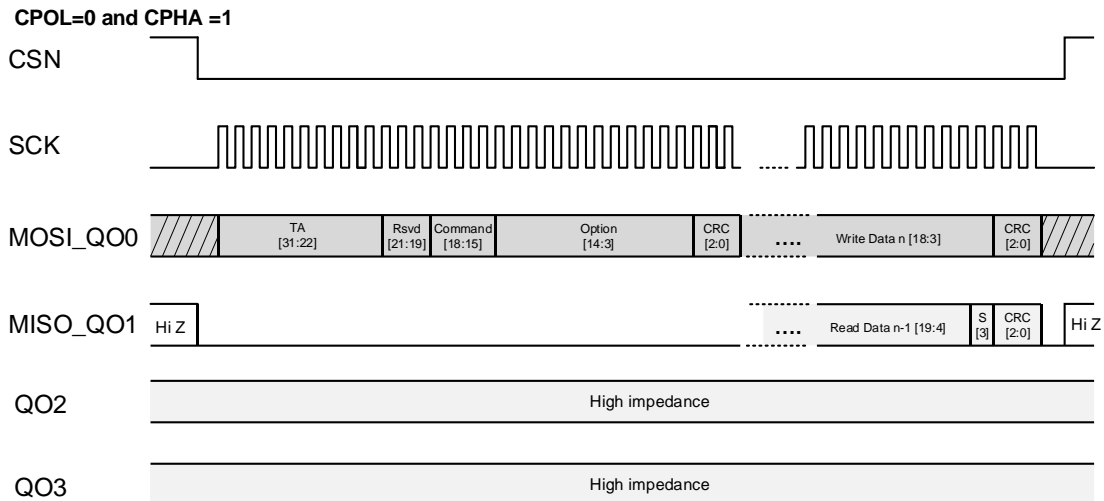 CPOL=0 and CPHA =1
CSN
SCK
MOSI_QO0
TA
[31:22]
Rsvd
[21:19]
Command
[18:15]
Option
[14:3]
CRC
[2:0]
.... Write Data n [18:3]
CRC
[2:0]
MISO_QO1
Hi Z
.... Read Data n-1 [19:4]
S
[3]
CRC
[2:0]
Hi Z
QO2
High impedance
QO3
High impedance